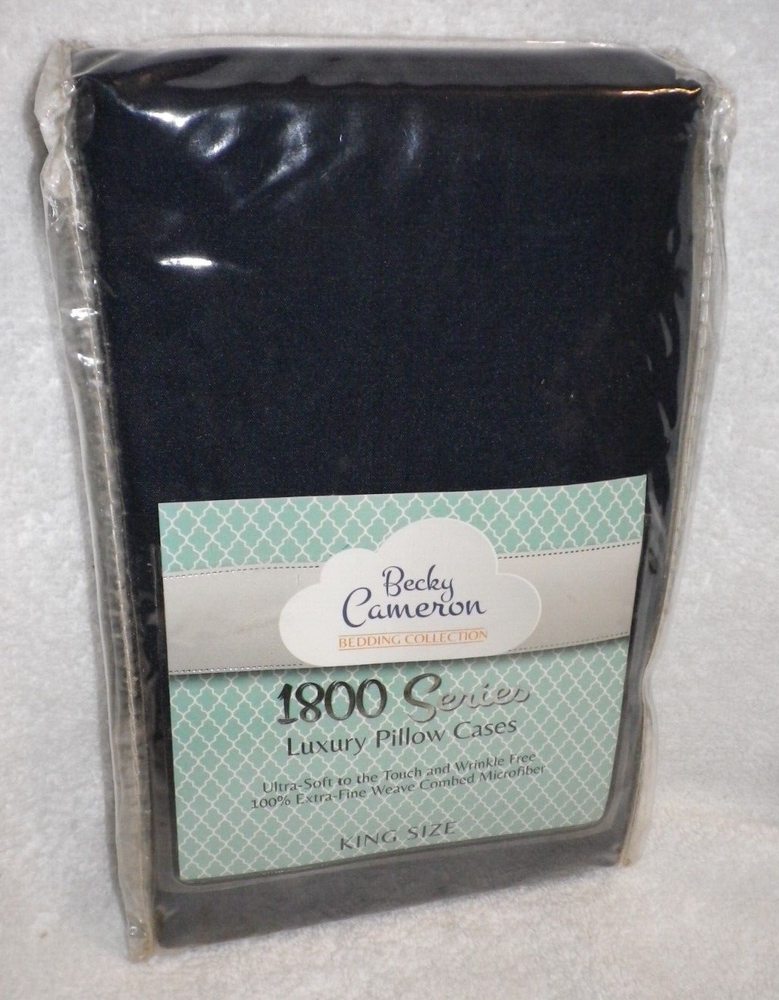 Becky
Cameron
BEDDING COLLECTION
1800 Series
Luxury Pillow Cases
Ultra-Soft to the Touch and Wrinkle Free
100% Extra-Fine Weave Combed Microfiber
KING SIZE